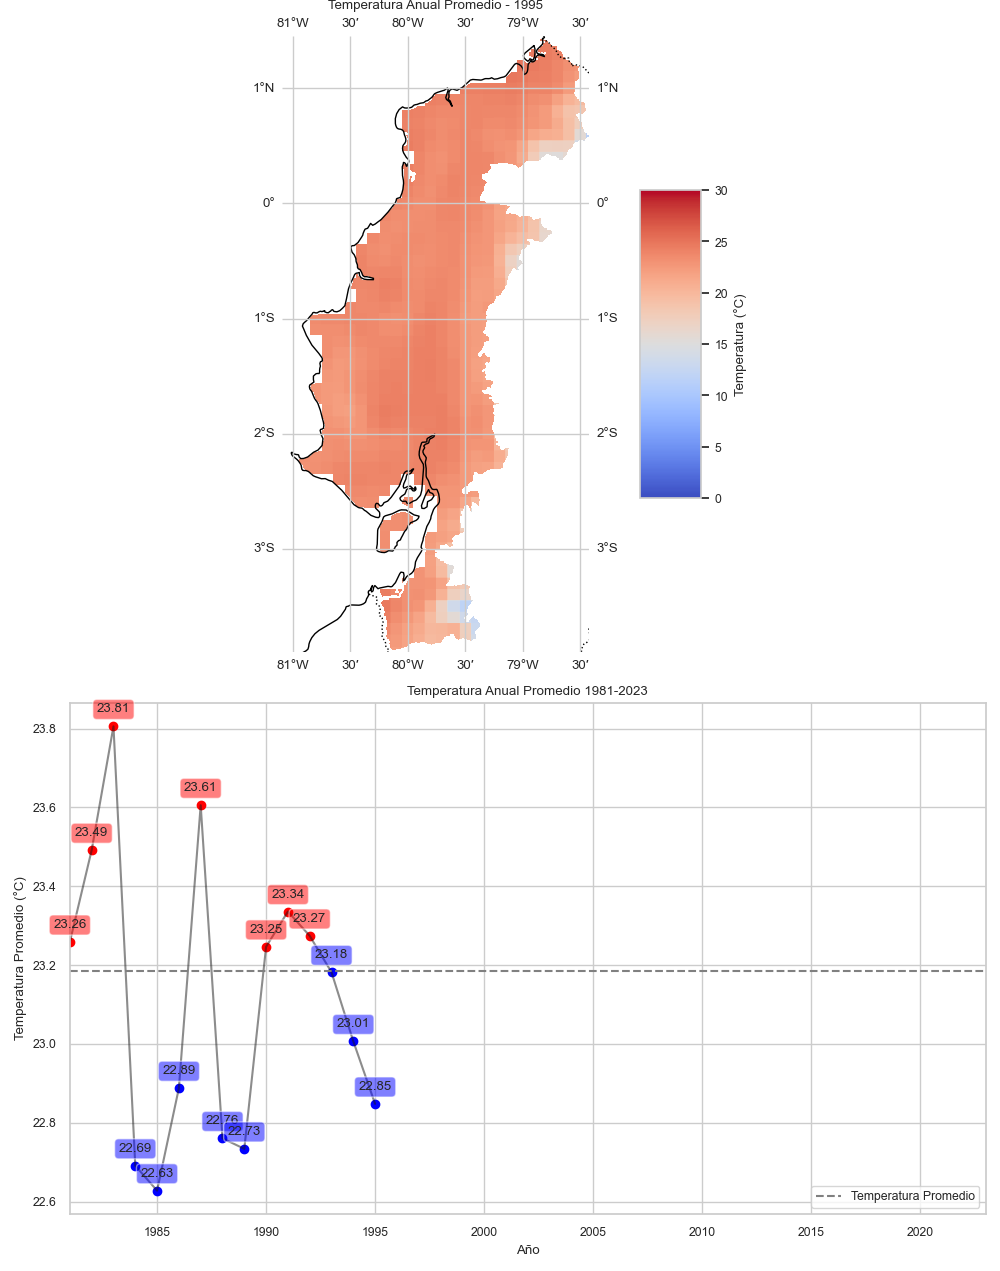 Temperatura Anual Promedio - 1995
81°W 30′ 80°W 30′ 79°W 30′
1°N 1°N
0° 0°
1°S 1°S
2°S 2°S
3°S 3°S
81°W 30′ 80°W 30′ 79°W 30′
30
25
20
15
10
5
0
Temperatura (°C)
Temperatura Anual Promedio 1981-2023
23.8
23.6
23.4
23.2
23.0
22.8
22.6
Temperatura Promedio (°C)
23.26
23.49
23.81
22.69
22.63
22.89
23.61
22.76
22.73
23.25
23.34
23.27
23.18
23.01
22.85
Temperatura Promedio
1985 1990 1995 2000 2005 2010 2015 2020
Año